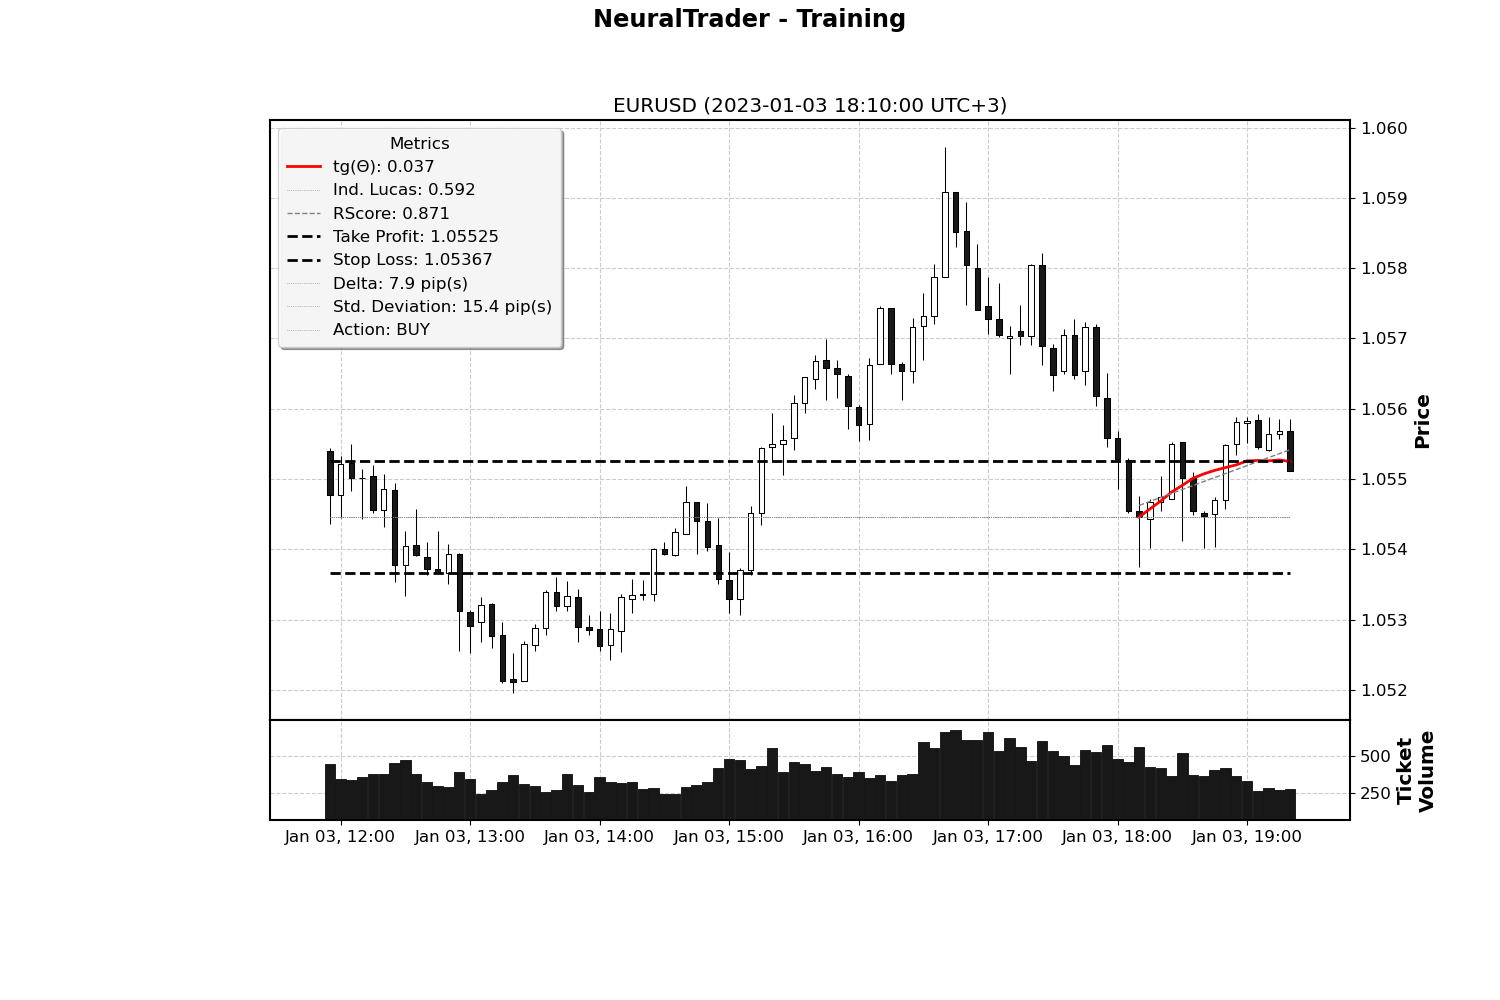 NeuralTrader - Training
EURUSD (2023-01-03 18:10:00 UTC+3)
Metrics
tg(Θ): 0.037
Ind. Lucas: 0.592
RScore: 0.871
Take Profit: 1.05525
Stop Loss: 1.05367
Delta: 7.9 pip(s)
Std. Deviation: 15.4 pip(s)
Action: BUY
1.060
1.059
1.058
1.057
1.056
1.055
1.054
1.053
1.052
Price
500
250
Ticket
Volume
Jan 03, 12:00
Jan 03, 13:00
Jan 03, 14:00
Jan 03, 15:00
Jan 03, 16:00
Jan 03, 17:00
Jan 03, 18:00
Jan 03, 19:00